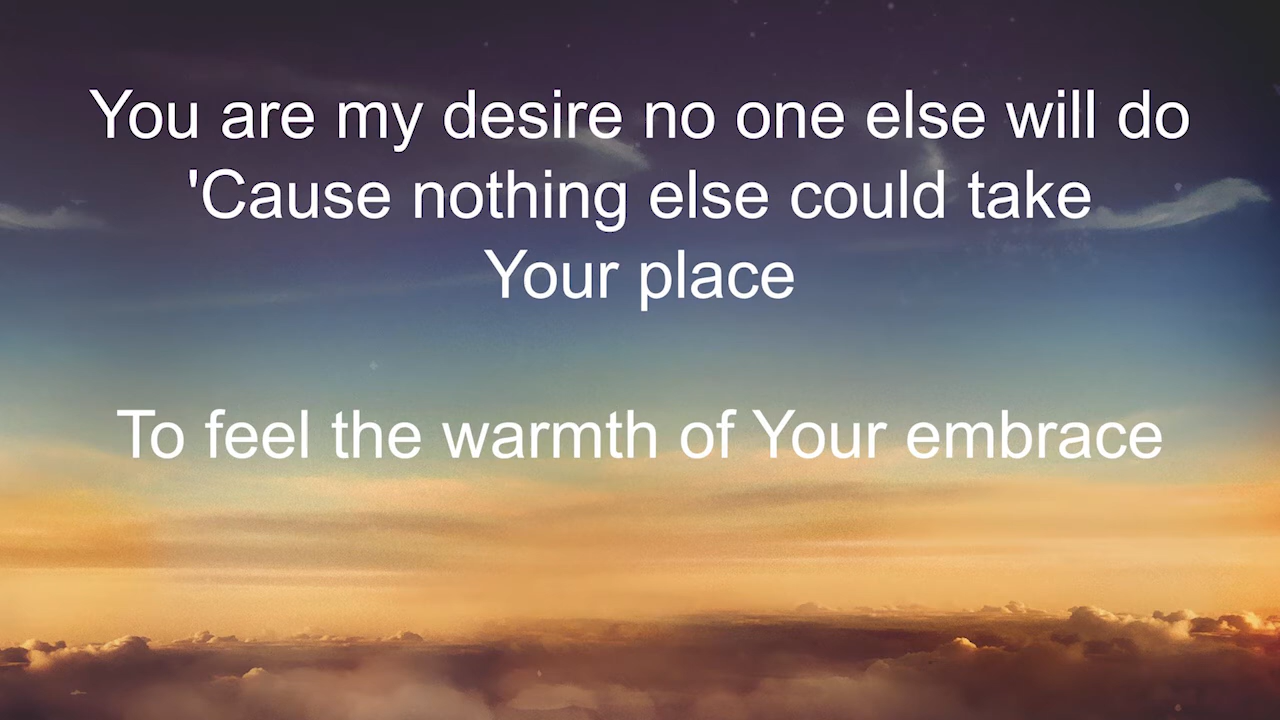 You are my desire no one else will do
'Cause nothing else could take
Your place
To feel the warmth of Your embrace